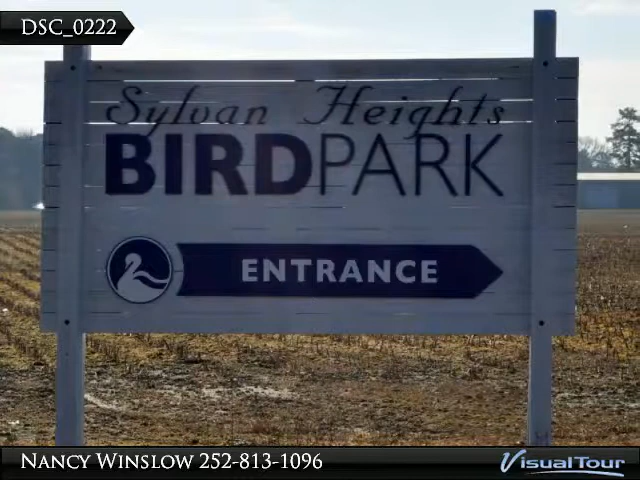 DSC_0222
Sylvan Heights
BIRDPARK
ENTRANCE
NANCY WINSLOW 252-813-1096
VISUALTOUR